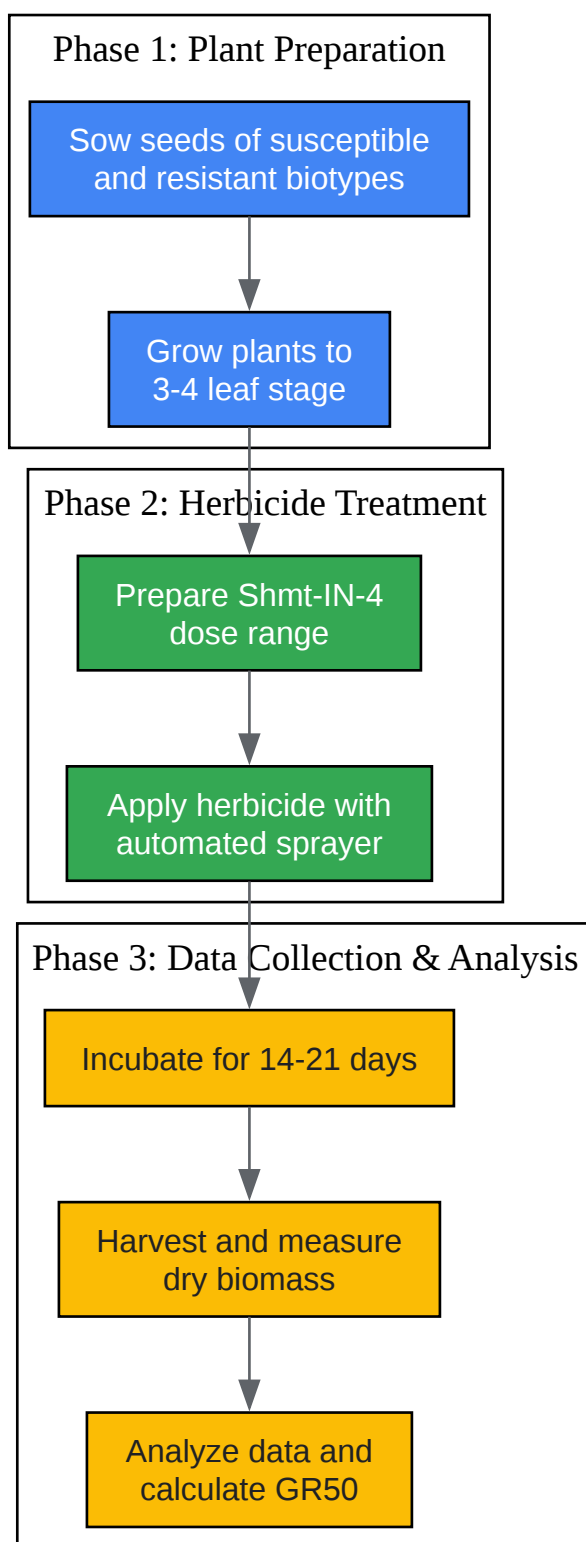 Phase 1: Plant Preparation
Sow seeds of susceptible
and resistant biotypes
Grow plants to
3-4 leaf stage
Phase 2: Herbicide Treatment
Prepare Shmt-IN-4
dose range
Apply herbicide with
automated sprayer
Phase 3: Data Collection & Analysis
Incubate for 14-21 days
Harvest and measure
dry biomass
Analyze data and
calculate GR50